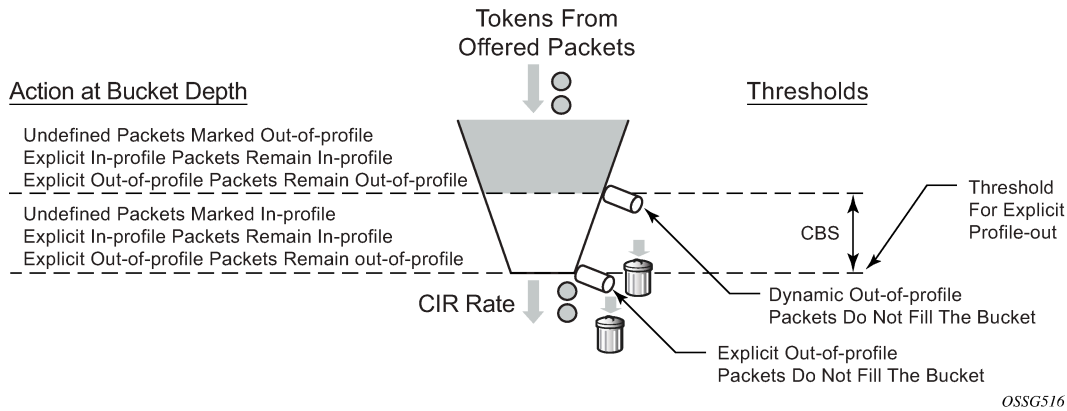 Tokens From
Offered Packets
Action at Bucket Depth
Thresholds
Undefined Packets Marked Out-of-profile
Explicit In-profile Packets Remain In-profile
Explicit Out-of-profile Packets Remain Out-of-profile
Undefined Packets Marked In-profile
Explicit In-profile Packets Remain In-profile
Explicit Out-of-profile Packets Remain out-of-profile
CBS
Threshold
For Explicit
Profile-out
CIR Rate
Dynamic Out-of-profile
Packets Do Not Fill The Bucket
Explicit Out-of-profile
Packets Do Not Fill The Bucket
OSSG516